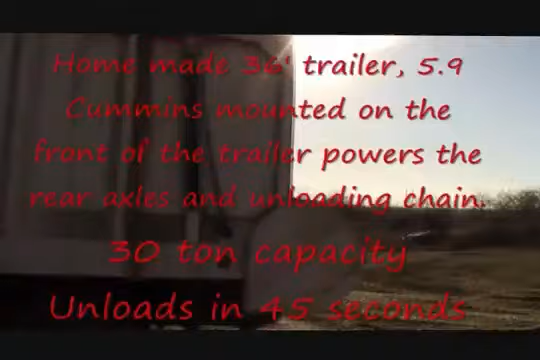 Home made 36' trailer, 5.9
Cummins mounted on the
front of the trailer powers the
rear axles and unloading chain.
30 ton capacity
Unloads in 45 seconds